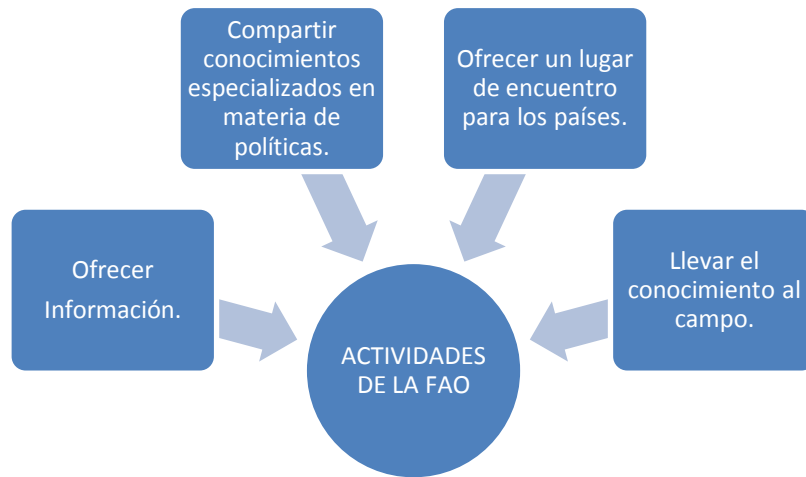 Ofrecer
Información.
Compartir
conocimientos
especializados en
materia de
políticas.
Ofrecer un lugar
de encuentro
para los países.
Llevar el
conocimiento al
campo.
ACTIVIDADES
DE LA FAO